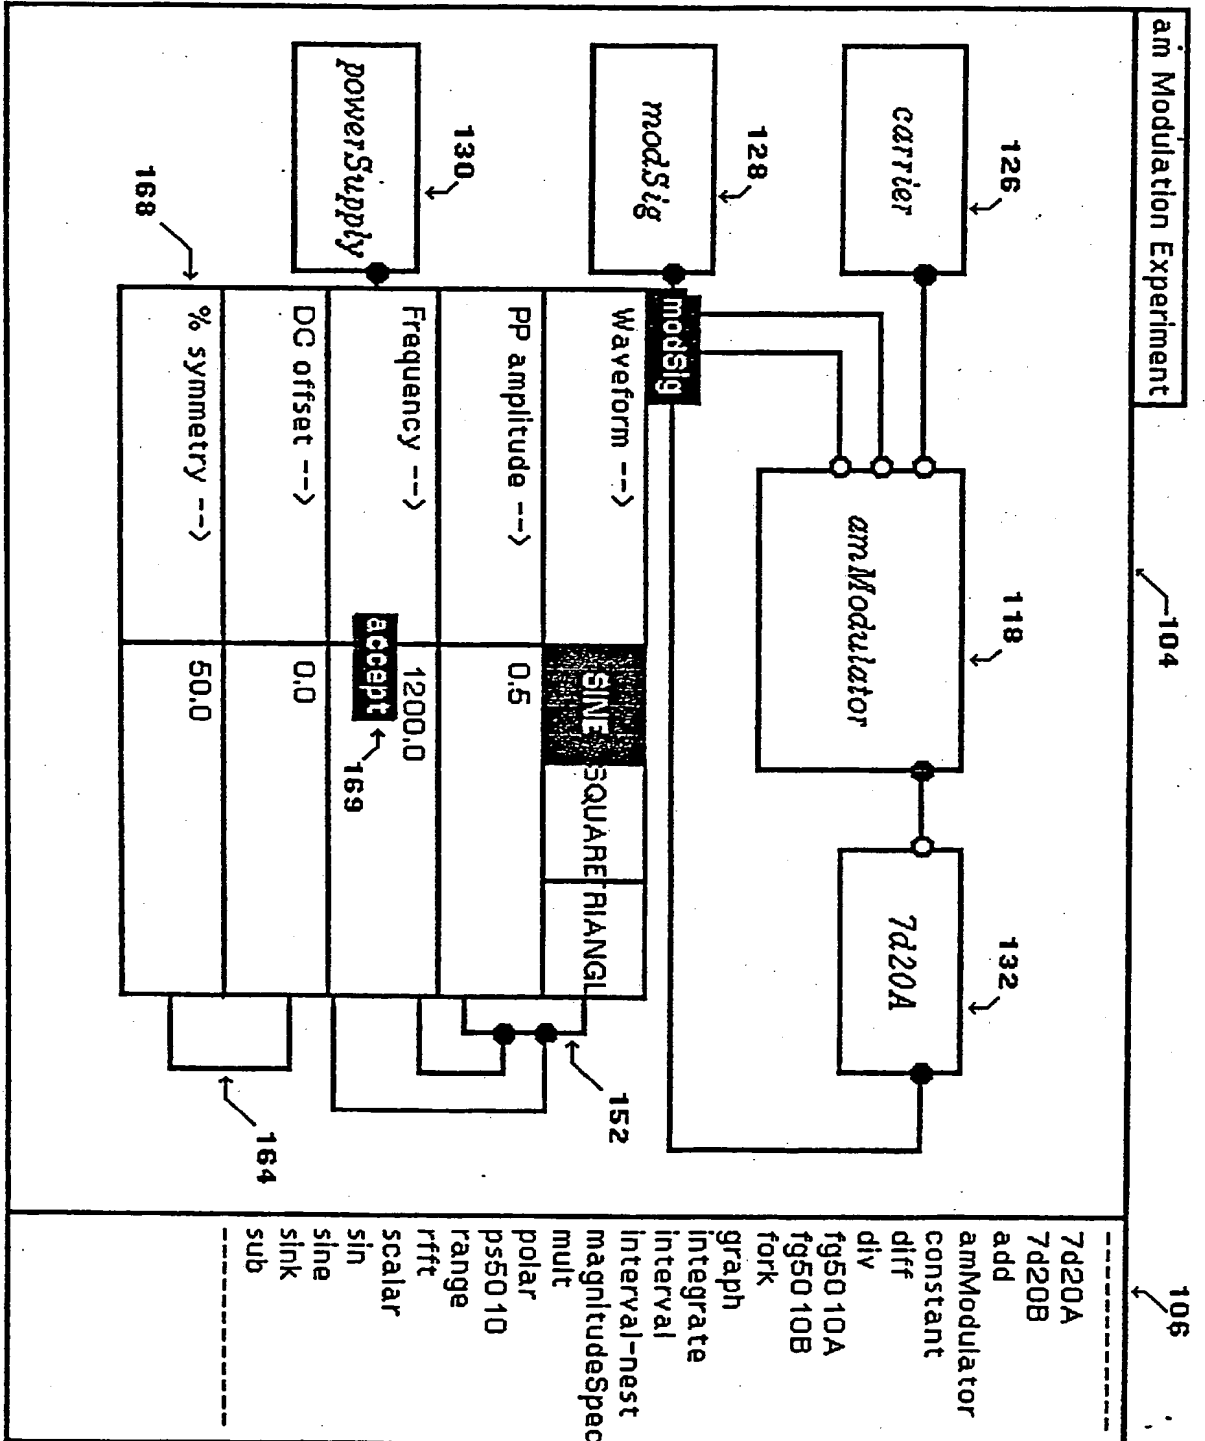 am Modulation Experiment
104
106
carrier
126
amModulator
118
7d20A
132
modSig
128
powerSupply
130
modSig
Waveform -->
SINE
SQUARE
TRIANGL
PP amplitude -->
0.5
Frequency -->
1200.0
accept
169
DC offset -->
0.0
% symmetry -->
50.0
168
152
164
----------
7d20A
7d20B
add
amModulator
constant
diff
div
fg5010A
fg5010B
fork
graph
integrate
interval
interval-nest
magnitudeSpec
mult
polar
ps5010
range
rfft
scalar
sin
sine
sink
sub
----------